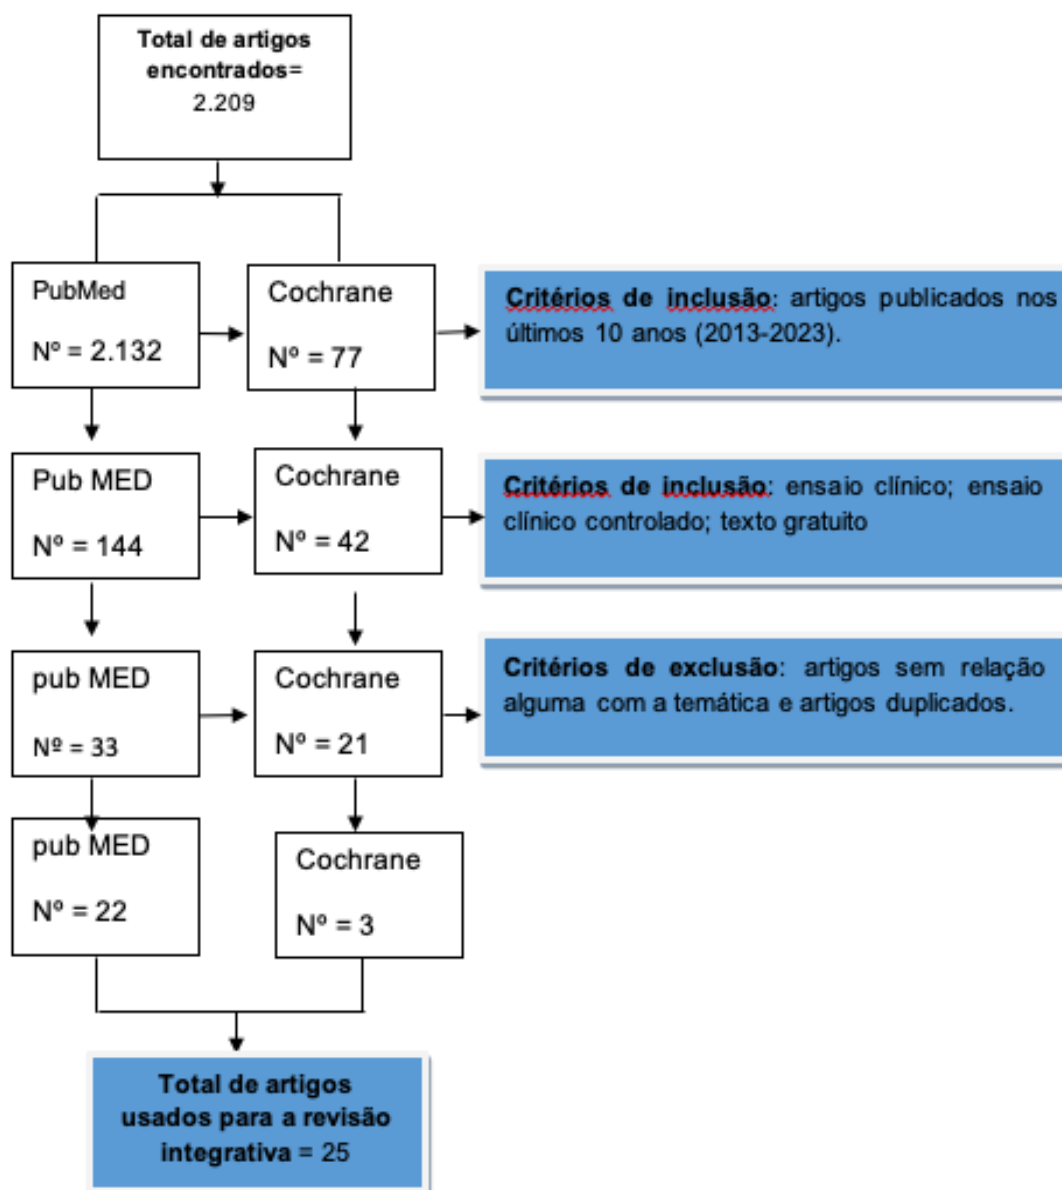 Total de artigos
encontrados=
2.209
PubMed
Nº = 2.132
Cochrane
Nº = 77
Critérios de inclusão: artigos publicados nos
últimos 10 anos (2013-2023).
Pub MED
Nº = 144
Cochrane
Nº = 42
Critérios de inclusão: ensaio clínico; ensaio
clínico controlado; texto gratuito
pub MED
Nº = 33
Cochrane
Nº = 21
Critérios de exclusão: artigos sem relação
alguma com a temática e artigos duplicados.
pub MED
Nº = 22
Cochrane
Nº = 3
Total de artigos
usados para a revisão
integrativa = 25